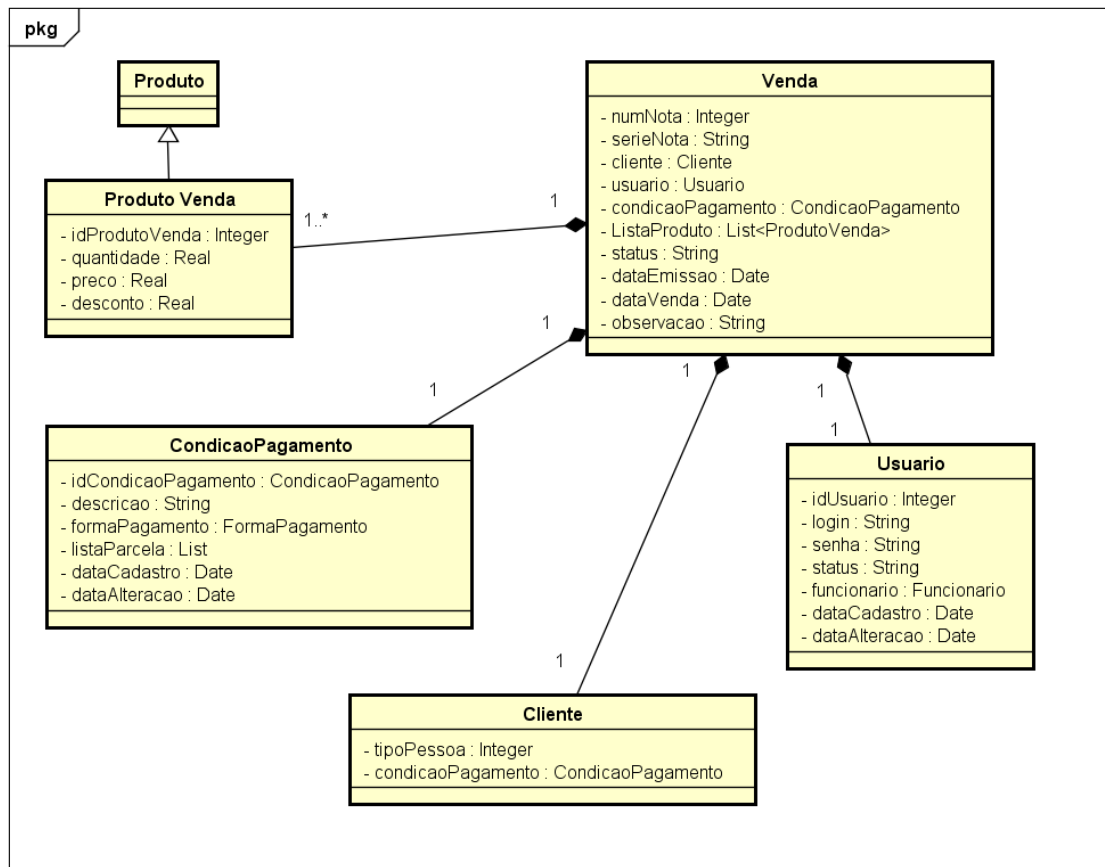 pkg
Produto
Venda
- numNota : Integer
- serieNota : String
- cliente : Cliente
- usuario : Usuario
- condicaoPagamento : CondicaoPagamento
- ListaProduto : List<ProdutoVenda>
- status : String
- dataEmissao : Date
- dataVenda : Date
- observacao : String
Produto Venda
- idProdutoVenda : Integer
- quantidade : Real
- preco : Real
- desconto : Real
1..*
1
1
1
1
1
CondicaoPagamento
- idCondicaoPagamento : CondicaoPagamento
- descricao : String
- formaPagamento : FormaPagamento
- listaParcela : List
- dataCadastro : Date
- dataAlteracao : Date
1
Usuario
- idUsuario : Integer
- login : String
- senha : String
- status : String
- funcionario : Funcionario
- dataCadastro : Date
- dataAlteracao : Date
1
Cliente
- tipoPessoa : Integer
- condicaoPagamento : CondicaoPagamento